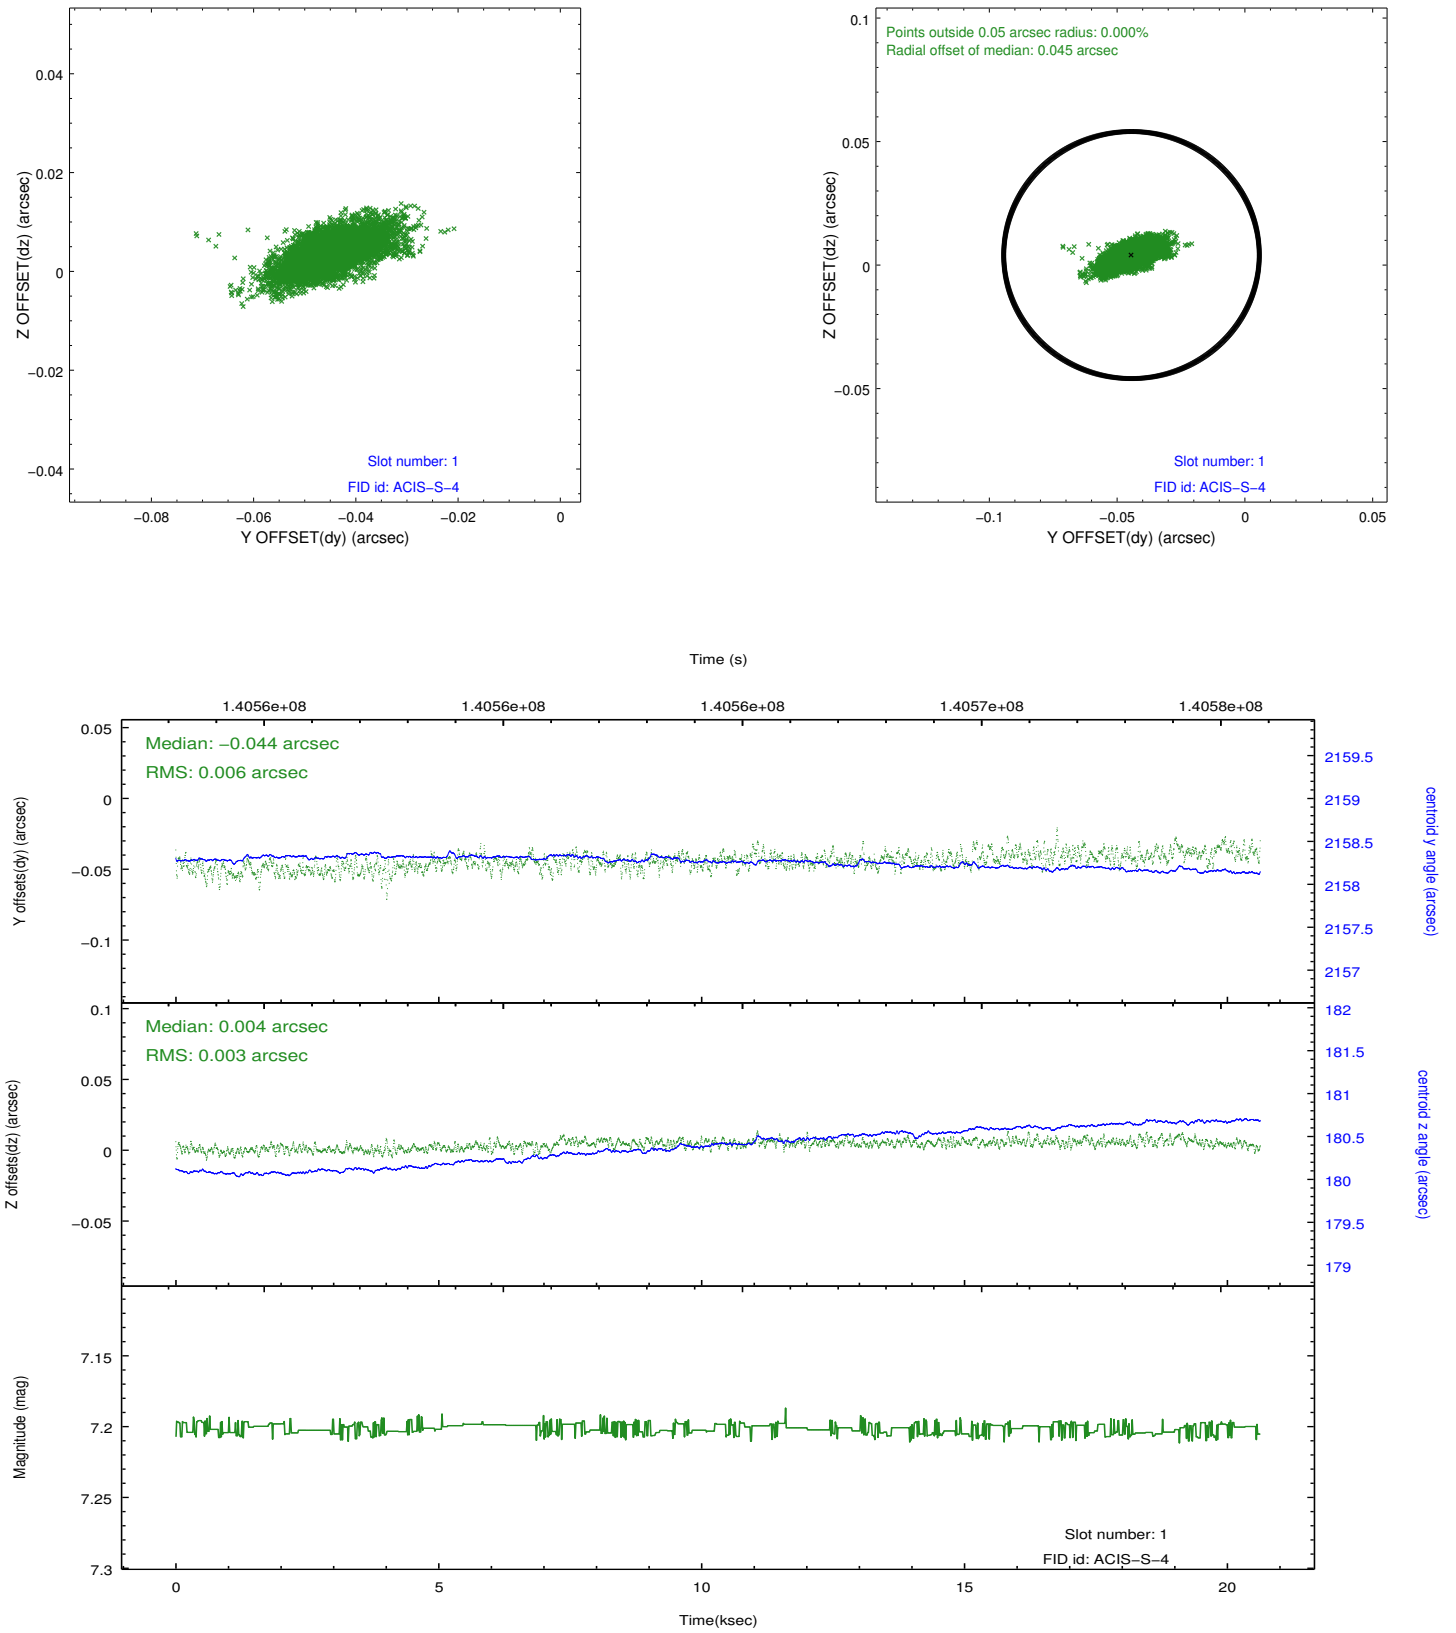 0.04
0.02
0
−0.02
−0.04
Z OFFSET(dz) (arcsec)
Slot number: 1
FID id: ACIS−S−4
−0.08
−0.06
−0.04
−0.02
0
Y OFFSET(dy) (arcsec)
0.1
0.05
0
−0.05
Z OFFSET(dz) (arcsec)
Points outside 0.05 arcsec radius: 0.000%
Radial offset of median: 0.045 arcsec
Slot number: 1
FID id: ACIS−S−4
−0.1
−0.05
0
0.05
Y OFFSET(dy) (arcsec)
Time (s)
1.4056e+08
1.4056e+08
1.4056e+08
1.4057e+08
1.4058e+08
0.05
0
−0.05
−0.1
Y offsets(dy) (arcsec)
Median: −0.044 arcsec
RMS: 0.006 arcsec
2159.5
2159
2158.5
2158
2157.5
2157
centroid y angle (arcsec)
0.1
0.05
0
−0.05
Z offsets(dz) (arcsec)
Median: 0.004 arcsec
RMS: 0.003 arcsec
182
181.5
181
180.5
180
179.5
179
centroid z angle (arcsec)
7.15
7.2
7.25
7.3
Magnitude (mag)
Slot number: 1
FID id: ACIS−S−4
0
5
10
15
20
Time(ksec)